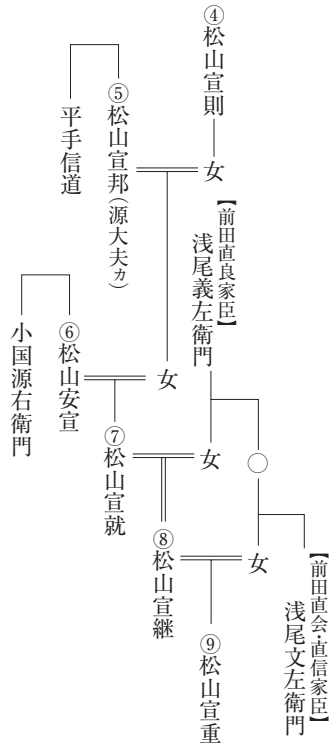 ④松山宣則
女
⑤松山宣邦(源大夫カ)
平手信道
【前田直良家臣】
浅尾義左衛門
女
⑥松山安宣
小国源右衛門
○
女
⑦松山宣就
【前田直会・直信家臣】
浅尾文左衛門
女
⑧松山宣継
⑨松山宣重